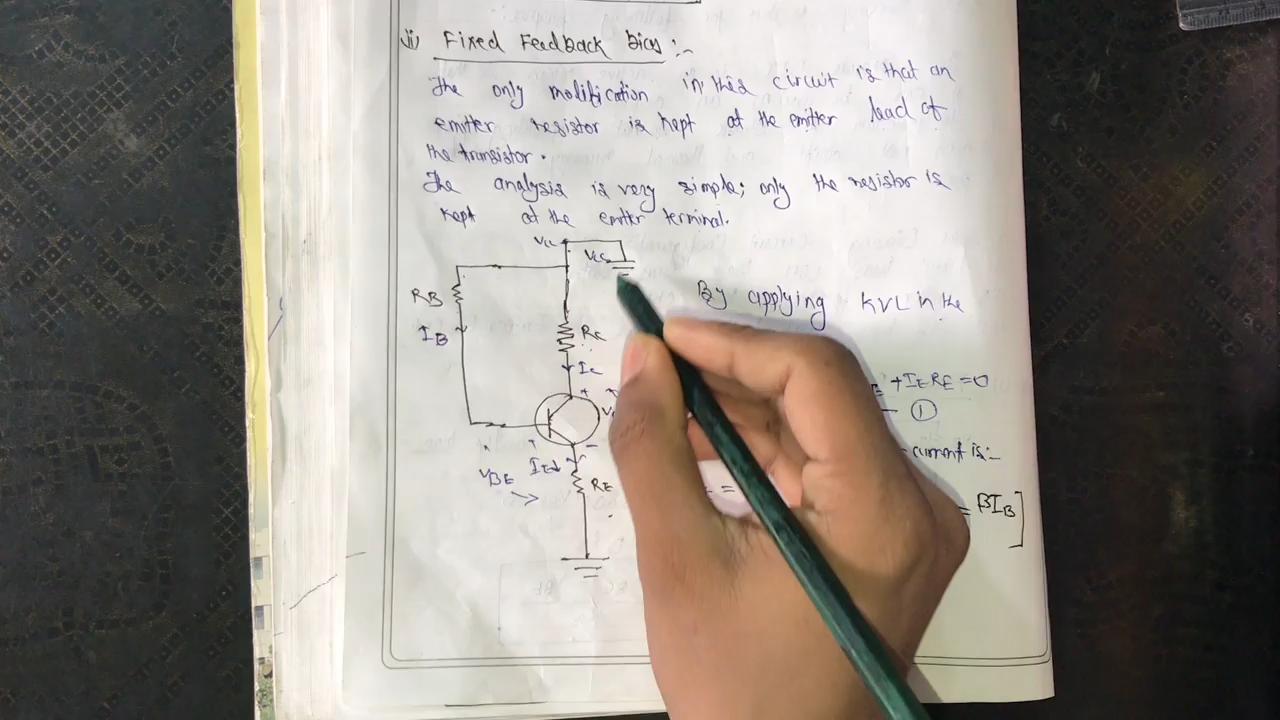 ii) Fixed Feedback bias :-
The only modification in this circuit is that an
emitter resistor is kept at the emitter lead of
the transistor.
The analysis is very simple; only the resistor is
kept at the emitter terminal.
VCC
VCC
RB
IB
RC
IC
VBE
IE
RE
By applying KVL in the
+IERE =0
①
current is:-
= βIB]